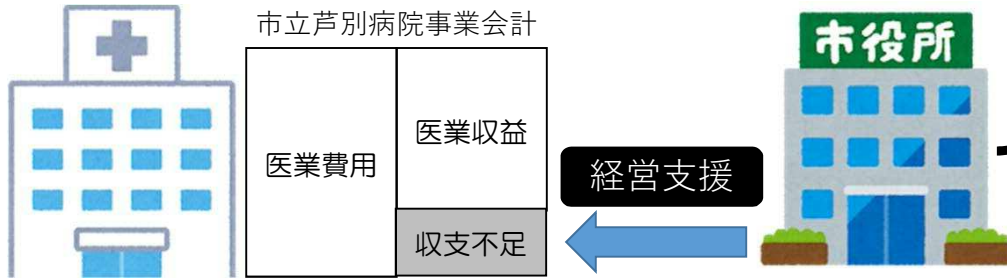 市立芦別病院事業会計
医業費用
医業収益
収支不足
経営支援
市役所